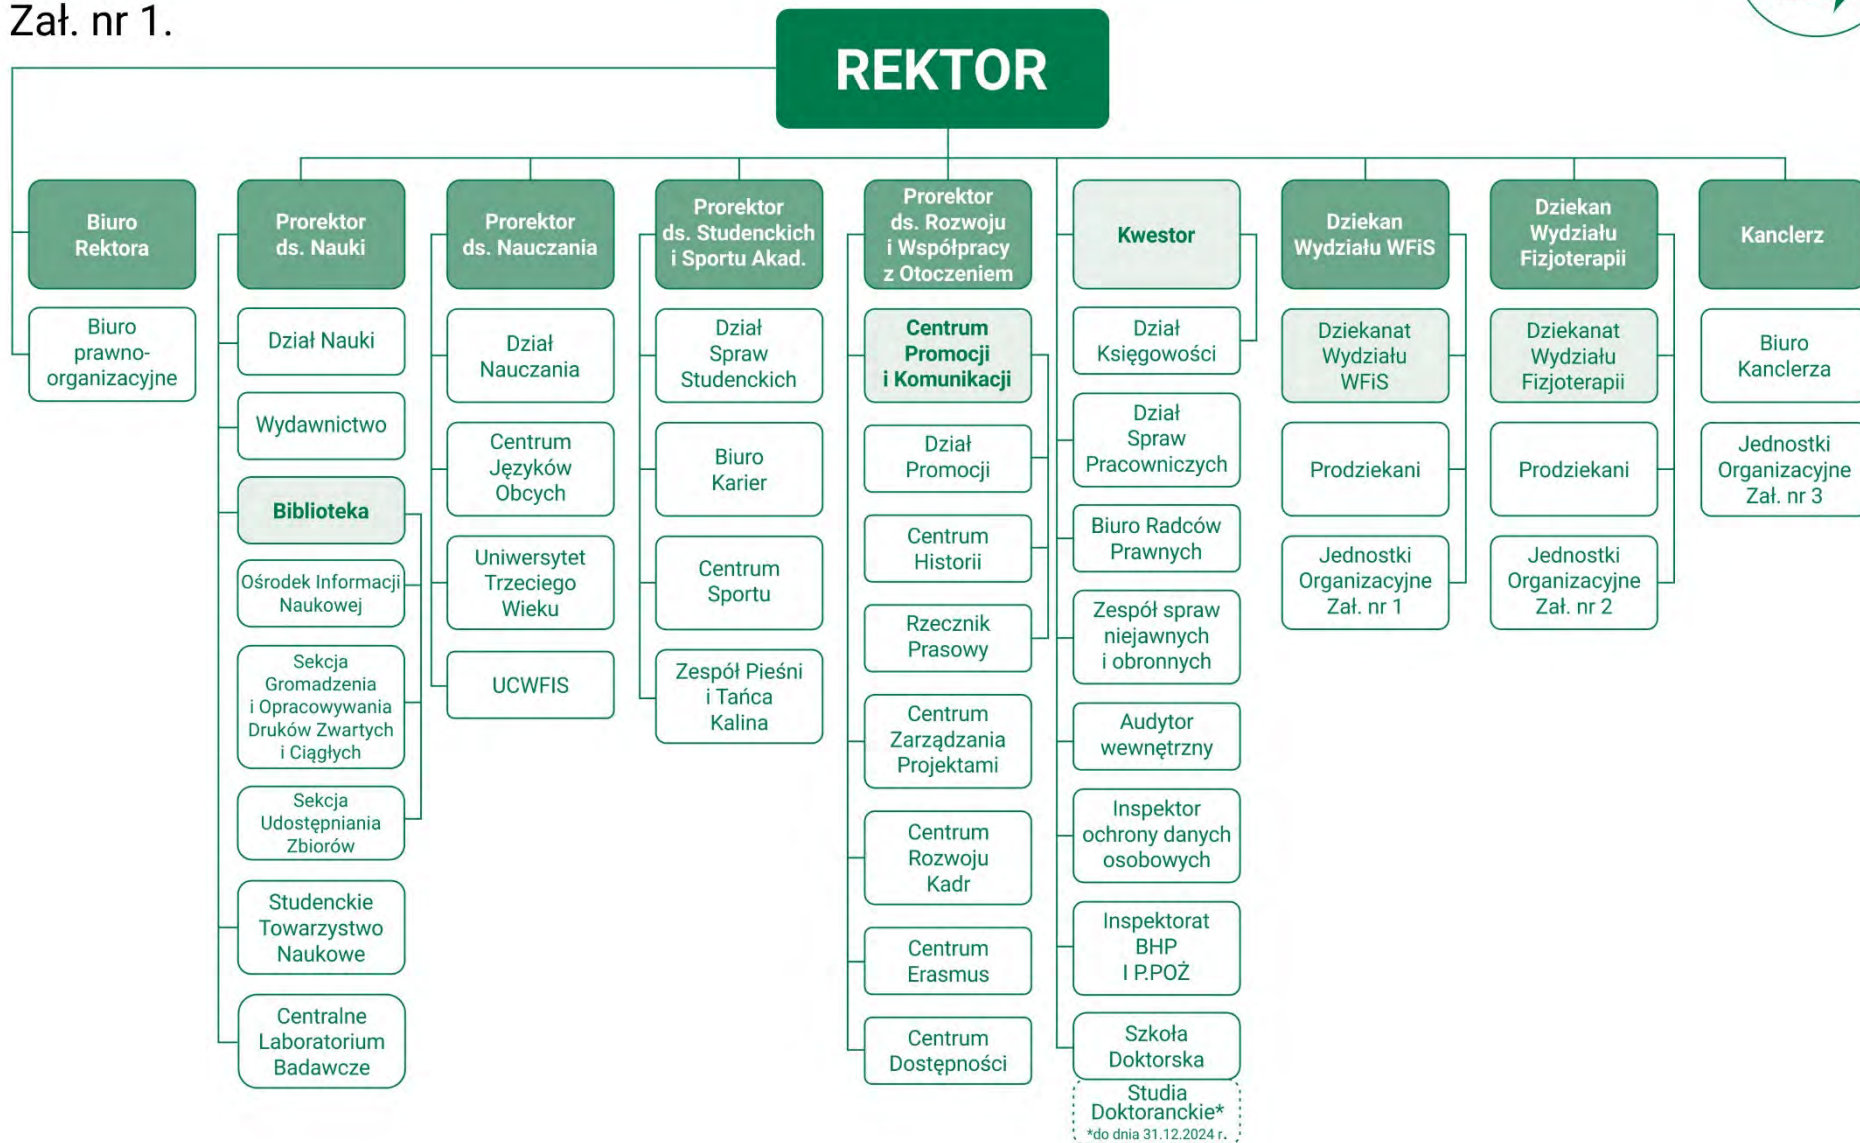 Zał. nr 1.
REKTOR
Biuro
Rektora
Biuro
prawno-
organizacyjne
Prorektor
ds. Nauki
Dział Nauki
Wydawnictwo
Biblioteka
Ośrodek Informacji
Naukowej
Sekcja
Gromadzenia
i Opracowywania
Druków Zwartych
i Ciągłych
Sekcja
Udostępniania
Zbiorów
Studenckie
Towarzystwo
Naukowe
Centralne
Laboratorium
Badawcze
Prorektor
ds. Nauczania
Dział
Nauczania
Centrum
Języków
Obcych
Uniwersytet
Trzeciego
Wieku
UCWFIS
Prorektor
ds. Studenckich
i Sportu Akad.
Dział
Spraw
Studenckich
Biuro
Karier
Centrum
Sportu
Zespół Pieśni
i Tańca
Kalina
Prorektor
ds. Rozwoju
i Współpracy
z Otoczeniem
Centrum
Promocji
i Komunikacji
Dział
Promocji
Centrum
Historii
Rzecznik
Prasowy
Centrum
Zarządzania
Projektami
Centrum
Rozwoju
Kadr
Centrum
Erasmus
Centrum
Dostępności
Kwestor
Dział
Księgowości
Dział
Spraw
Pracowniczych
Biuro Radców
Prawnych
Zespół spraw
niejawnych
i obronnych
Audytor
wewnętrzny
Inspektor
ochrony danych
osobowych
Inspektorat
BHP
I P.POŻ
Szkoła
Doktorska
Studia
Doktoranckie*
*do dnia 31.12.2024 r.
Dziekan
Wydziału WFiS
Dziekanat
Wydziału
WFiS
Prodziekani
Jednostki
Organizacyjne
Zał. nr 1
Dziekan
Wydziału
Fizjoterapii
Dziekanat
Wydziału
Fizjoterapii
Prodziekani
Jednostki
Organizacyjne
Zał. nr 2
Kanclerz
Biuro
Kanclerza
Jednostki
Organizacyjne
Zał. nr 3